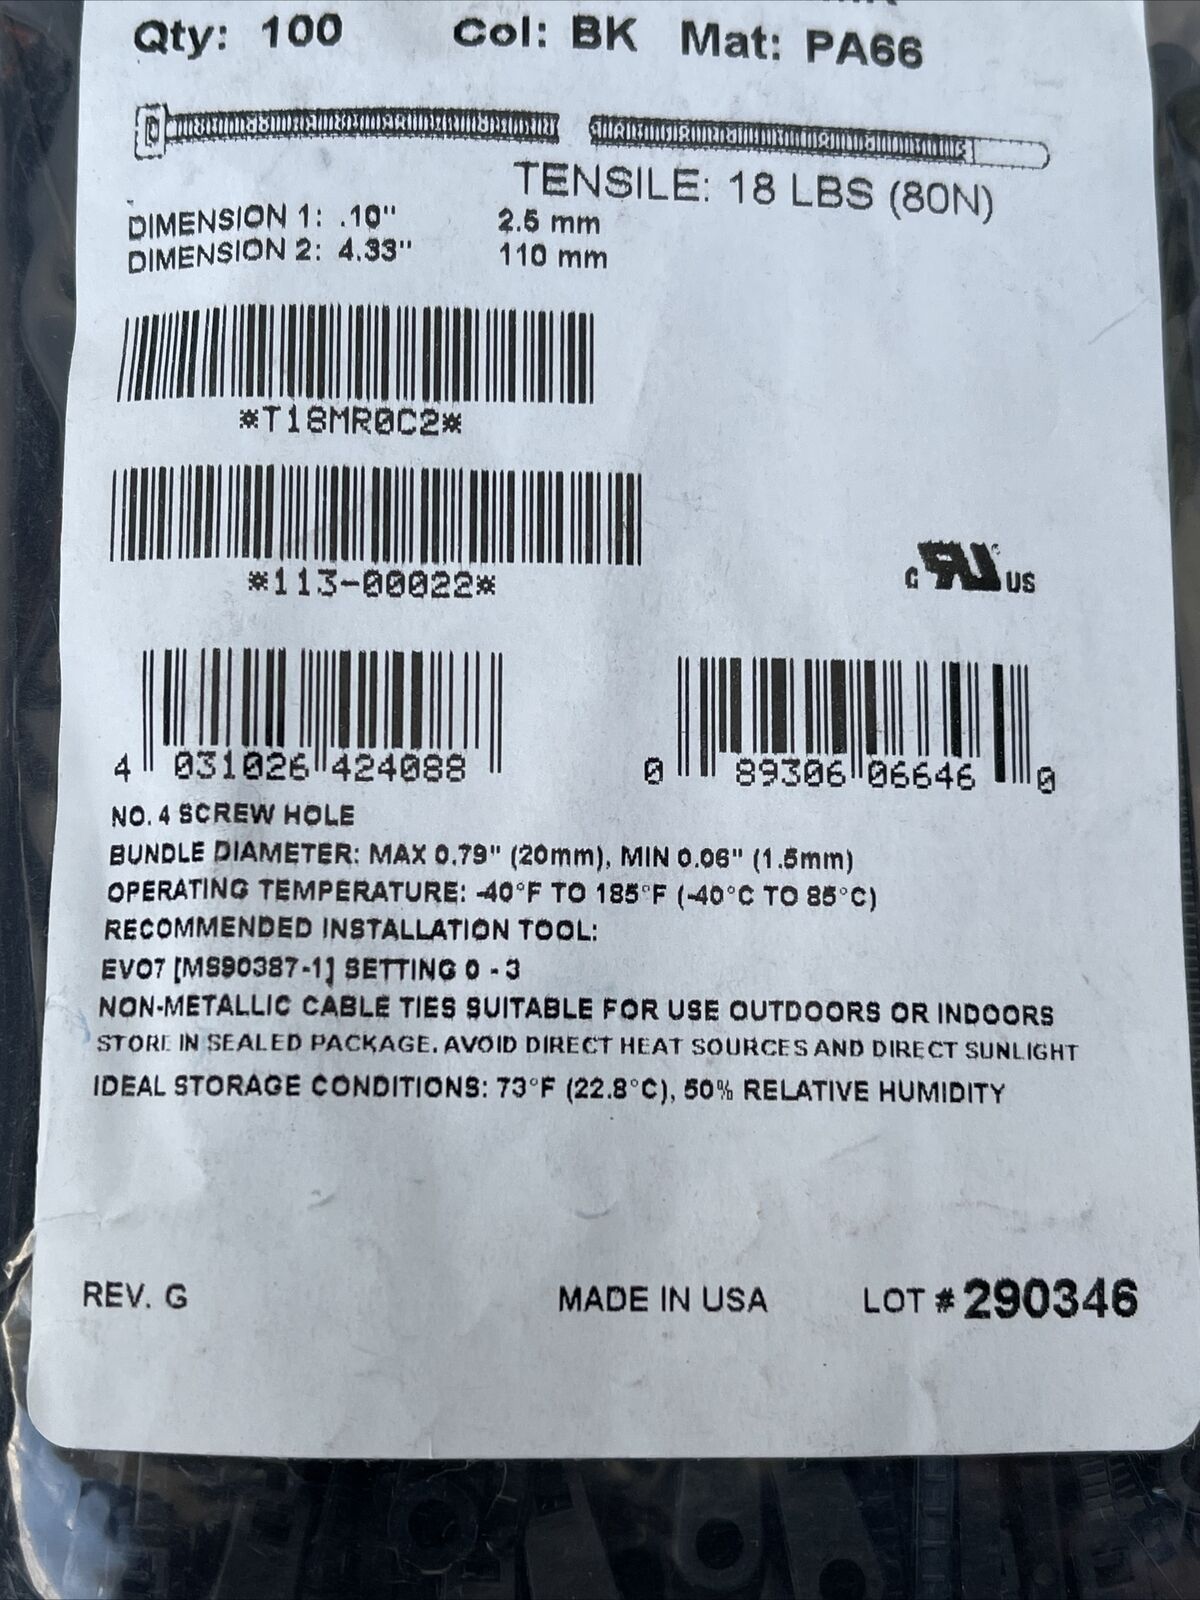 Qty: 100 Col: BK Mat: PA66
TENSILE: 18 LBS (80N)
DIMENSION 1: .10" 2.5 mm
DIMENSION 2: 4.33" 110 mm
*T18MR0C2*
*113-00022*
c RU US
4 031026 424088
0 89306 06646 0
NO. 4 SCREW HOLE
BUNDLE DIAMETER: MAX 0.79" (20mm), MIN 0.06" (1.5mm)
OPERATING TEMPERATURE: -40°F TO 185°F (-40°C TO 85°C)
RECOMMENDED INSTALLATION TOOL:
EVO7 [MS90387-1] SETTING 0 - 3
NON-METALLIC CABLE TIES SUITABLE FOR USE OUTDOORS OR INDOORS
STORE IN SEALED PACKAGE. AVOID DIRECT HEAT SOURCES AND DIRECT SUNLIGHT
IDEAL STORAGE CONDITIONS: 73°F (22.8°C), 50% RELATIVE HUMIDITY
REV. G MADE IN USA LOT # 290346